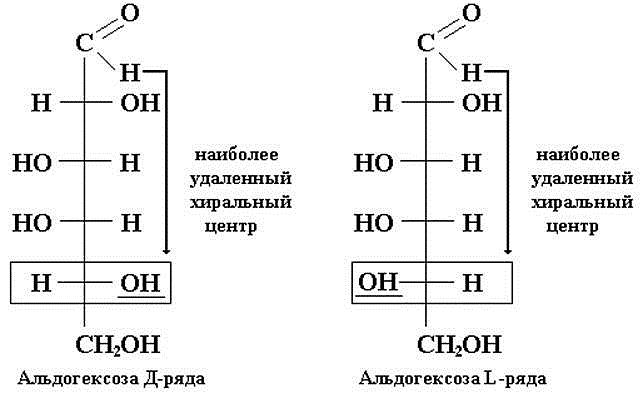 O
C
H
H OH
HO H
наиболее
удаленный
хиральный
центр
HO H
H OH
CH₂OH
Альдогексоза Д-ряда
O
C
H
H OH
HO H
наиболее
удаленный
хиральный
центр
HO H
OH H
CH₂OH
Альдогексоза L-ряда